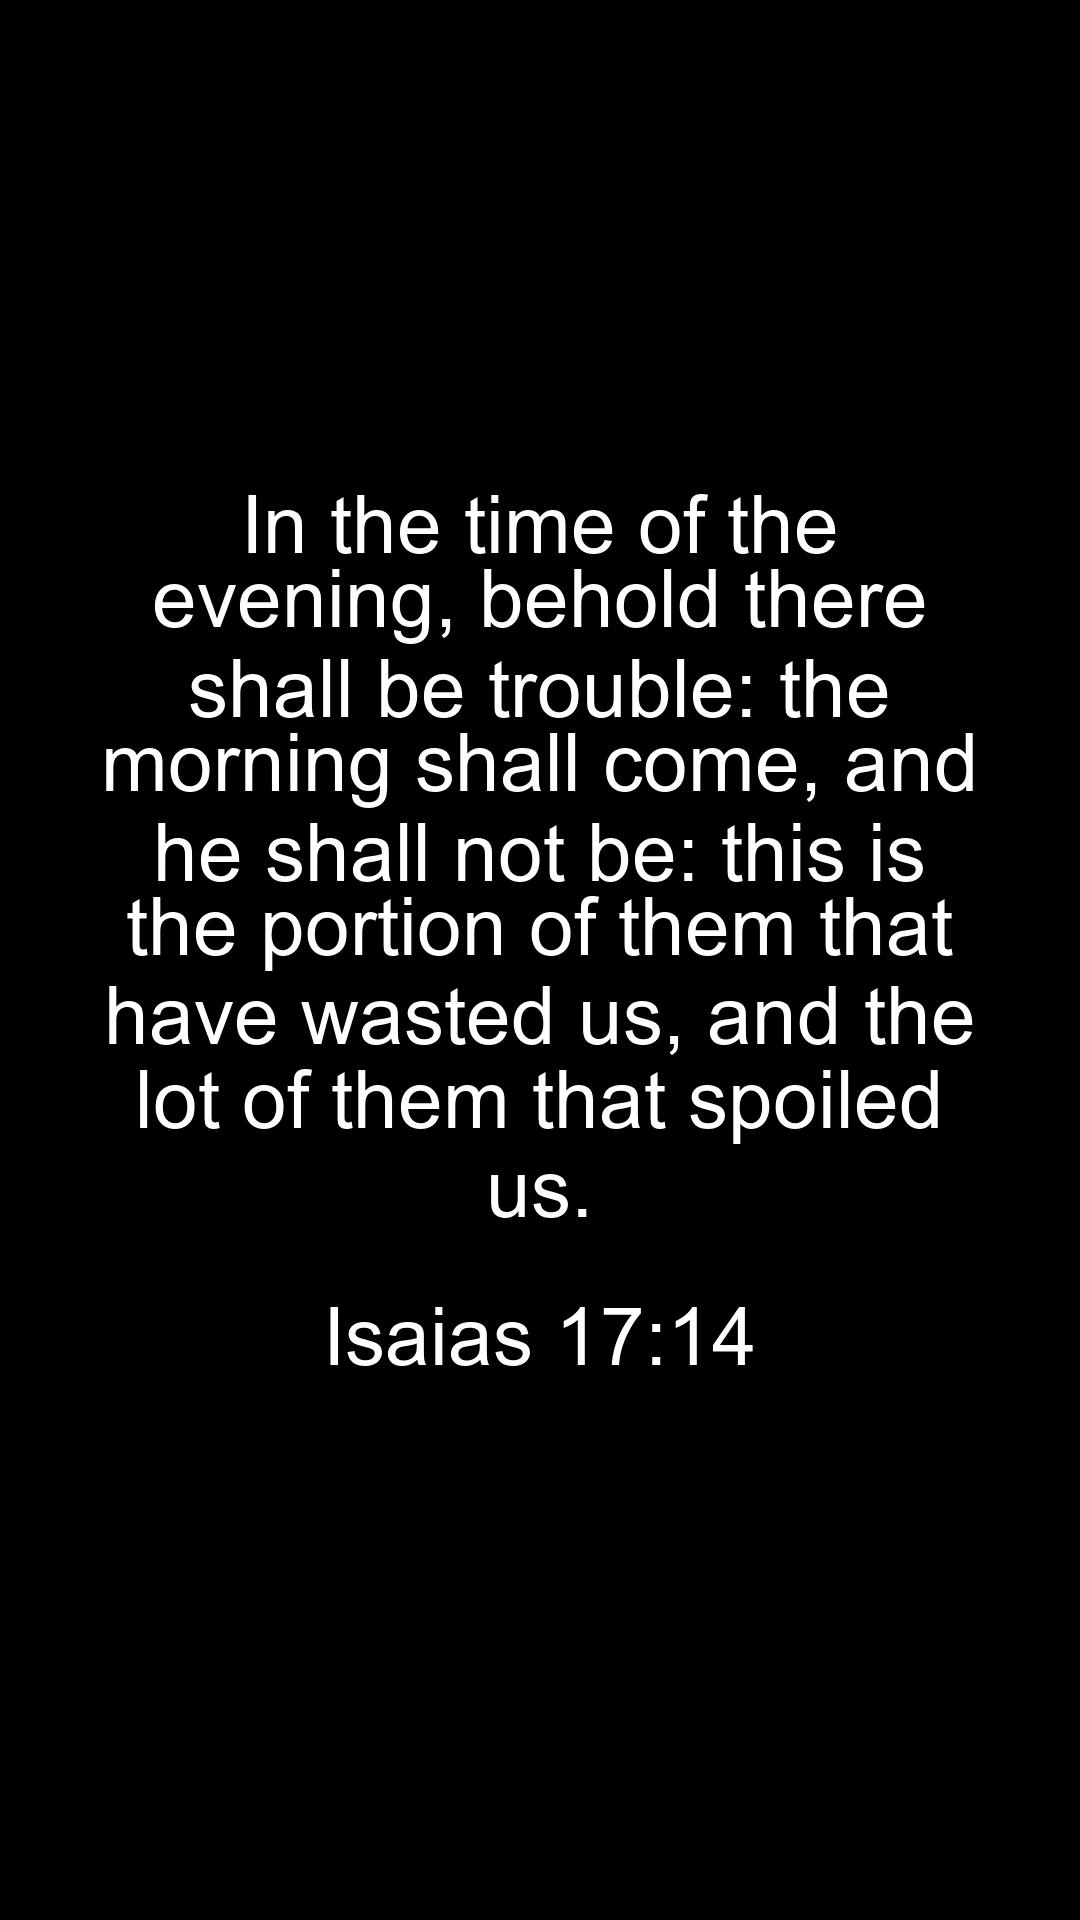 In the time of the
evening, behold there
shall be trouble: the
morning shall come, and
he shall not be: this is
the portion of them that
have wasted us, and the
lot of them that spoiled
us.
Isaias 17:14